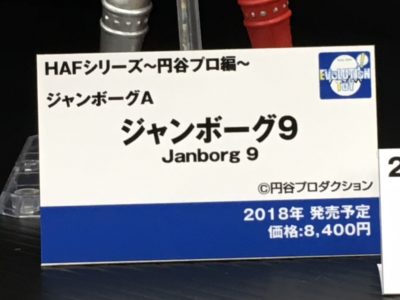 HAFシリーズ~円谷プロ編~
EVOLUTION
TOY
ジャンボーグA
ジャンボーグ9
Janborg 9
©円谷プロダクション
2018年 発売予定
価格:8,400円
2